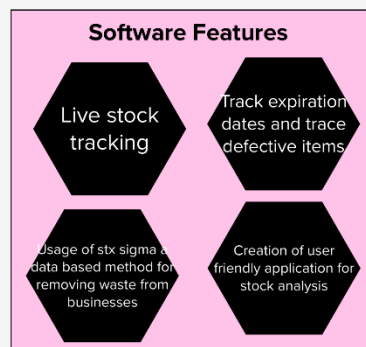 Software Features
Live stock
tracking
Track expiration
dates and trace
defective items
Usage of stx sigma a
data based method for
removing waste from
businesses
Creation of user
friendly application for
stock analysis